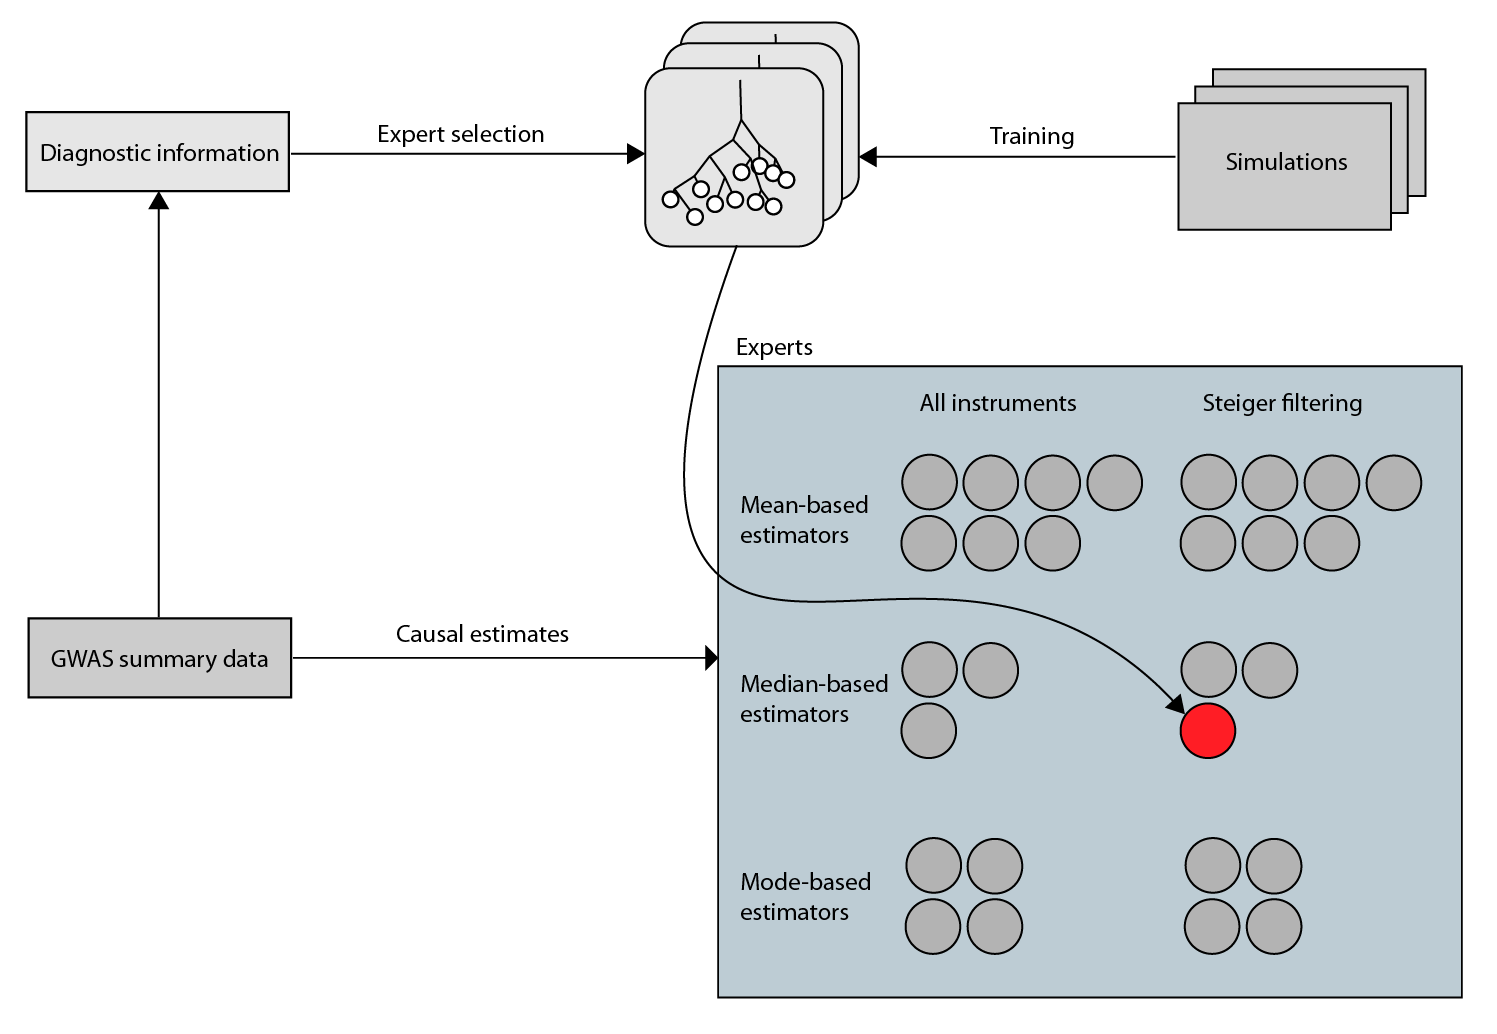 Diagnostic information
Expert selection
Training
Simulations
Experts
All instruments
Steiger filtering
Mean-based
estimators
GWAS summary data
Causal estimates
Median-based
estimators
Mode-based
estimators